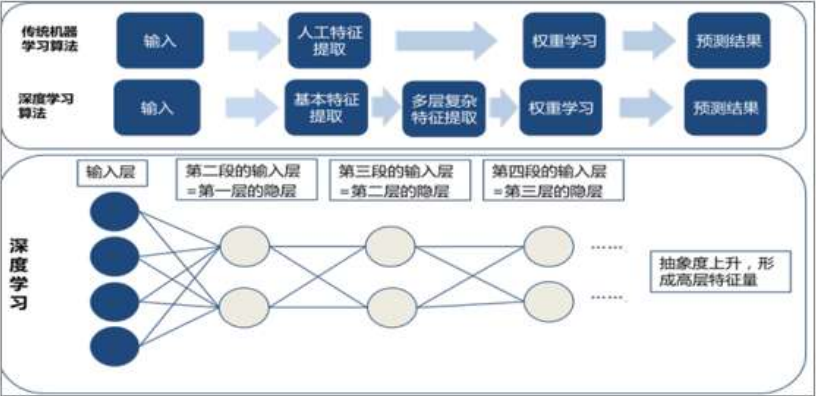 传统机器
学习算法
输入
人工特征
提取
权重学习
预测结果
深度学习
算法
输入
基本特征
提取
多层复杂
特征提取
权重学习
预测结果
深度学习
输入层
第二段的输入层
=第一层的隐层
第三段的输入层
=第二层的隐层
第四段的输入层
=第三层的隐层
……
……
抽象度上升，形
成高层特征量